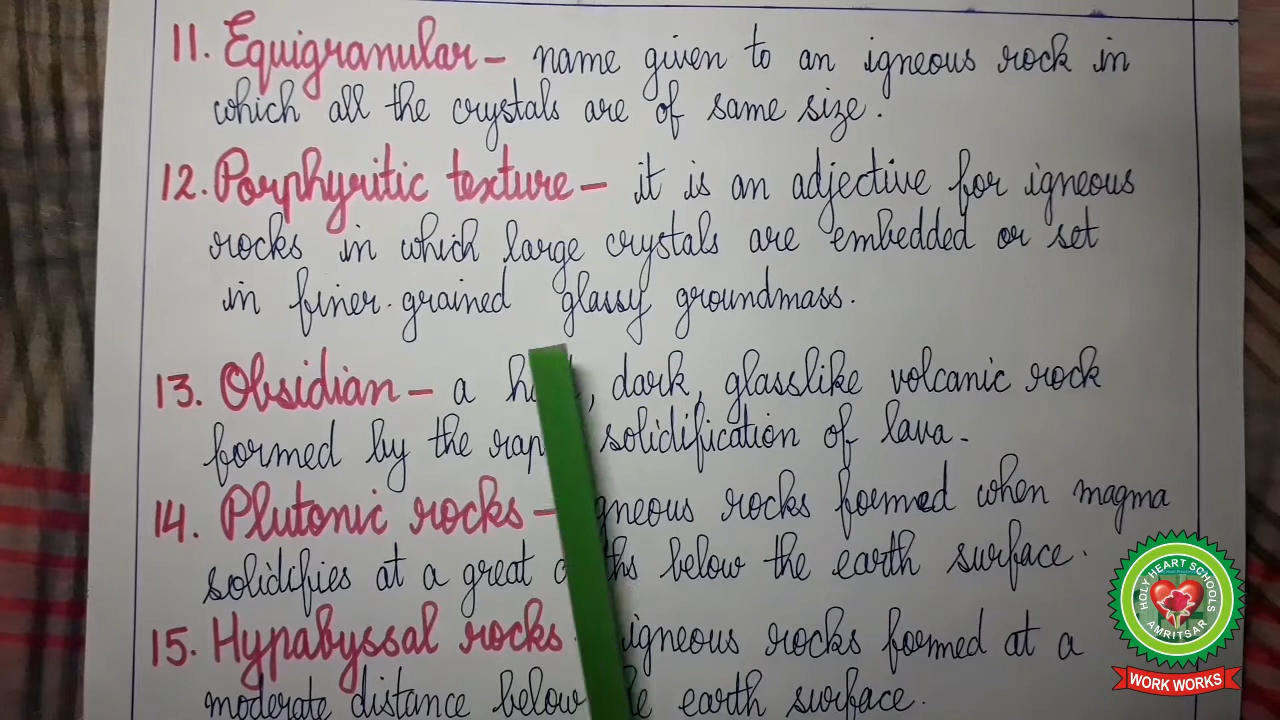 11. Equigranular - name given to an igneous rock in
which all the crystals are of same size.
12. Porphyritic texture - it is an adjective for igneous
rocks in which large crystals are embedded or set
in finer-grained glassy groundmass.
13. Obsidian - a , dark, glasslike volcanic rock
formed by the solidification of lava.
14. Plutonic rocks - igneous rocks formed when magma
solidifies at a great below the earth surface.
15. Hypabyssal rocks igneous rocks formed at a
moderate distance below earth surface.
HOLY HEART SCHOOLS
AMRITSAR
WORK WORKS